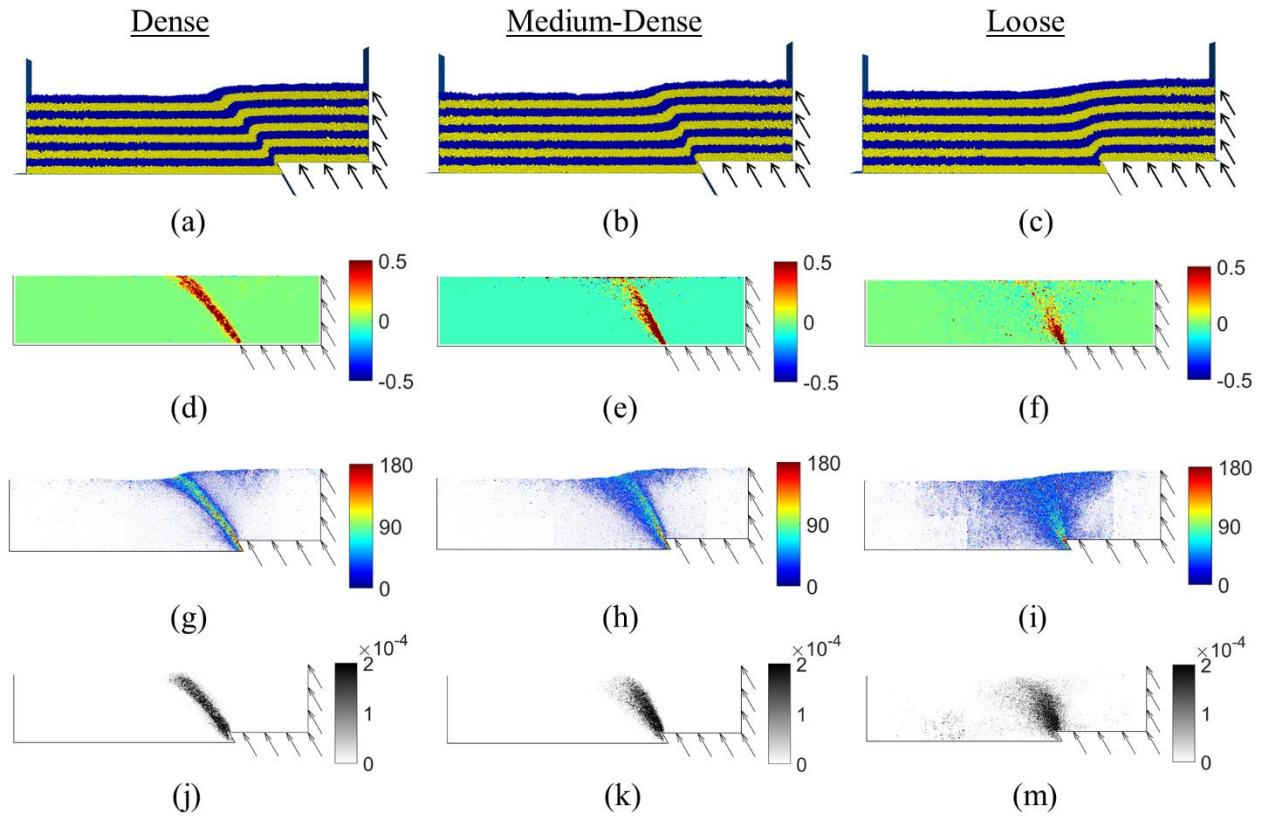 Dense Medium-Dense Loose
(a) (b) (c)
0.5 0.5 0.5
0 0 0
-0.5 -0.5 -0.5
(d) (e) (f)
180 180 180
90 90 90
0 0 0
(g) (h) (i)
×10-4 ×10-4 ×10-4
2 2 2
1 1 1
0 0 0
(j) (k) (m)